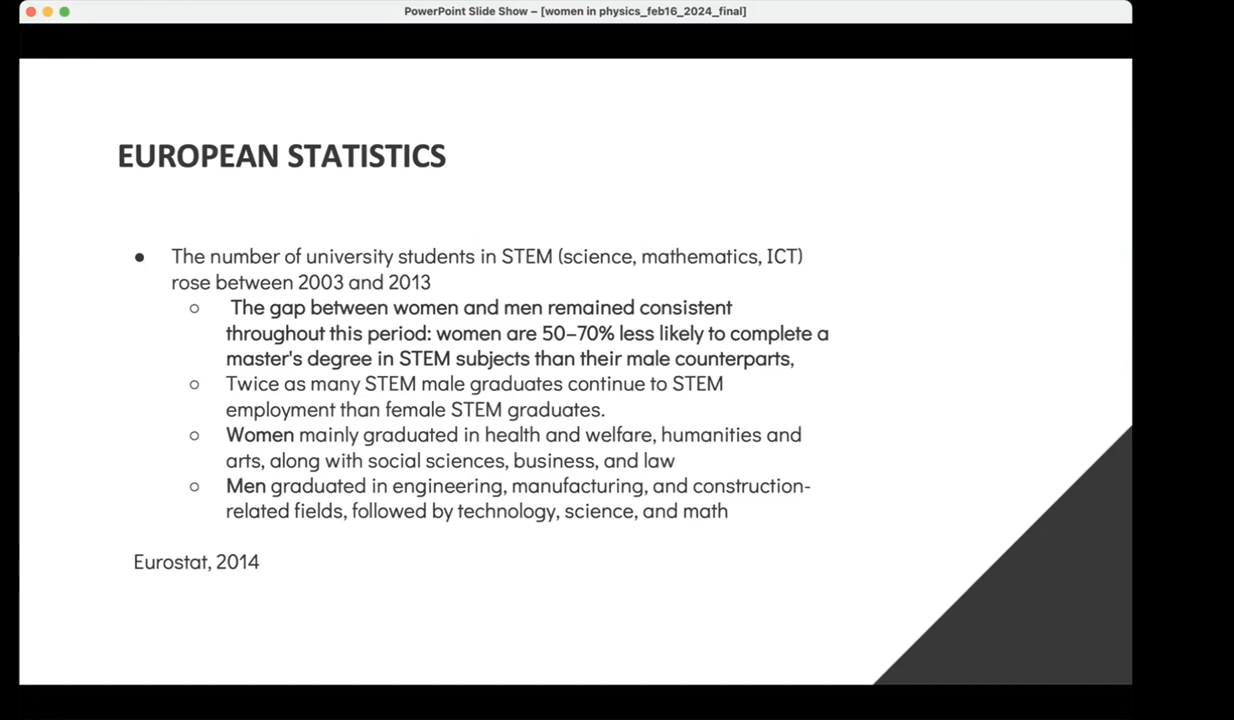 PowerPoint Slide Show – [women in physics_feb16_2024_final]
EUROPEAN STATISTICS
● The number of university students in STEM (science, mathematics, ICT)
rose between 2003 and 2013
○ The gap between women and men remained consistent
throughout this period: women are 50–70% less likely to complete a
master's degree in STEM subjects than their male counterparts,
○ Twice as many STEM male graduates continue to STEM
employment than female STEM graduates.
○ Women mainly graduated in health and welfare, humanities and
arts, along with social sciences, business, and law
○ Men graduated in engineering, manufacturing, and construction-
related fields, followed by technology, science, and math
Eurostat, 2014